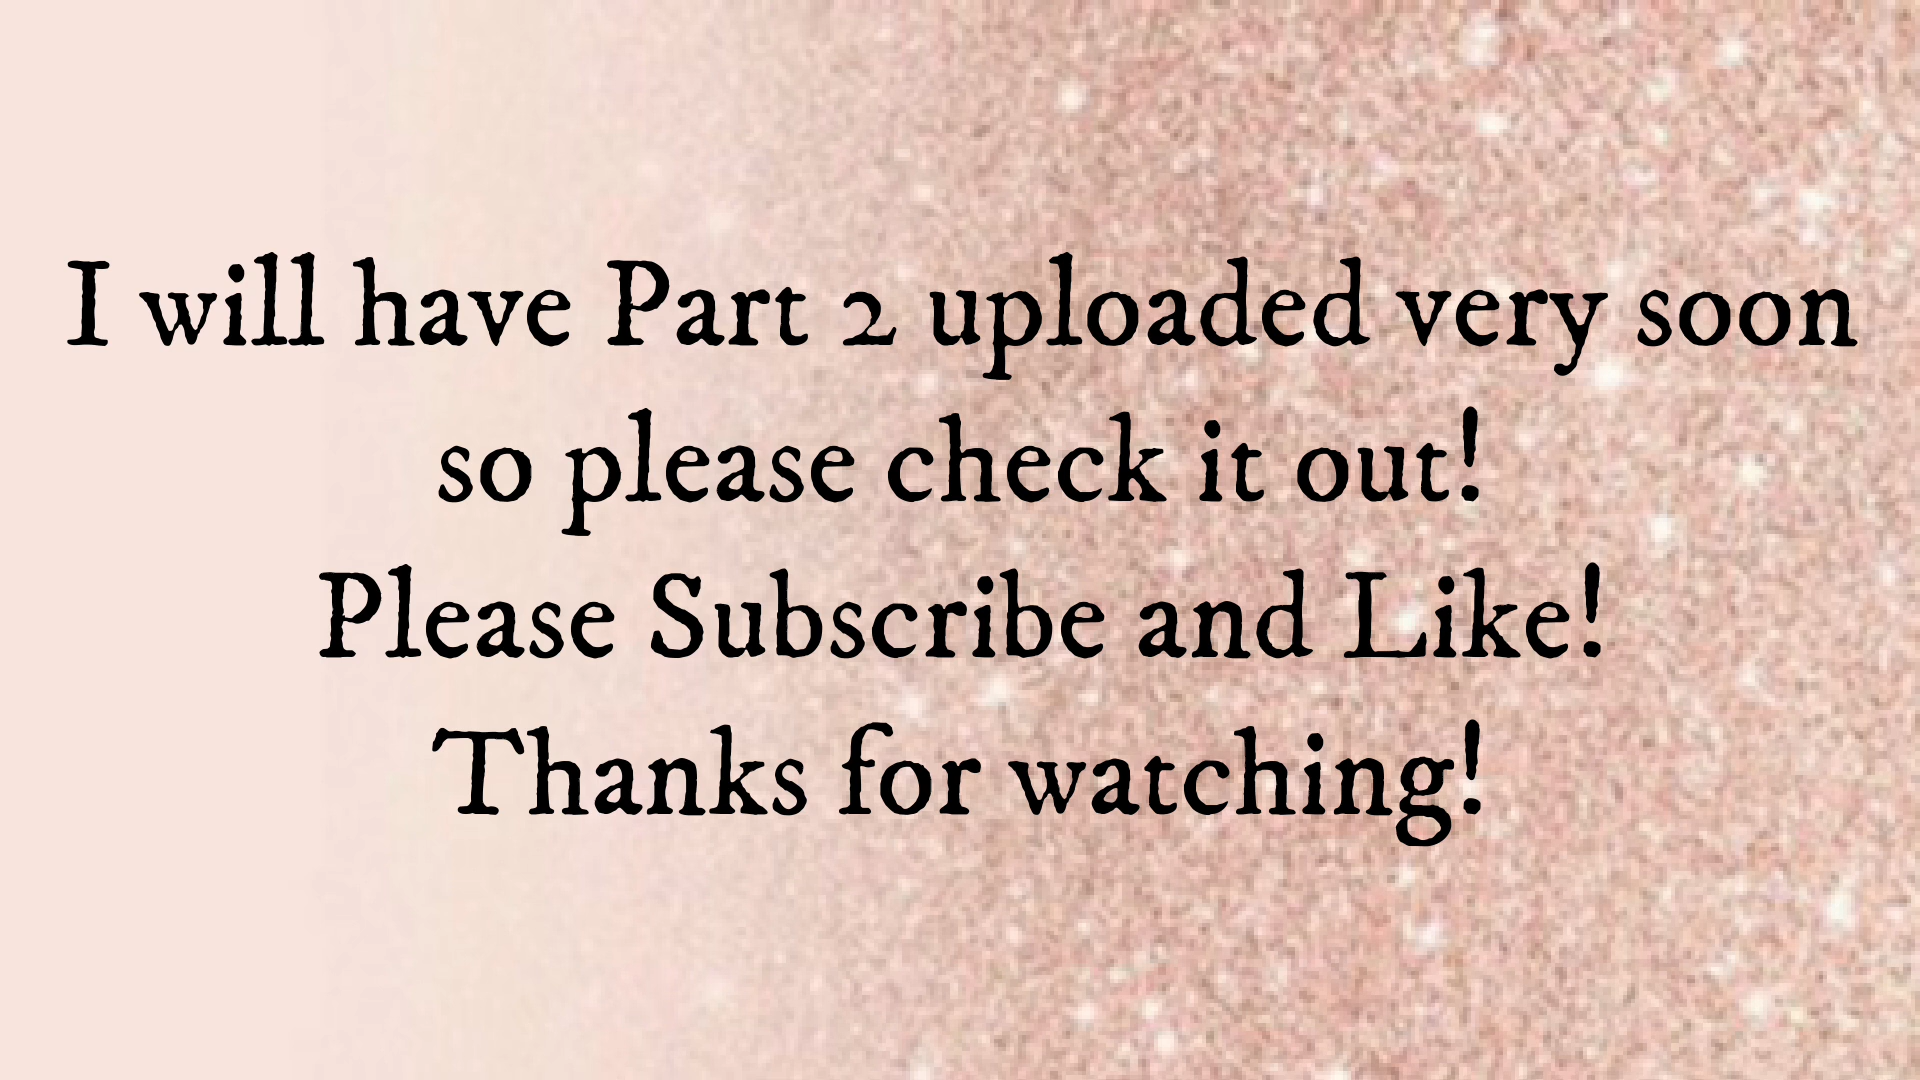 I will have Part 2 uploaded very soon
so please check it out!
Please Subscribe and Like!
Thanks for watching!